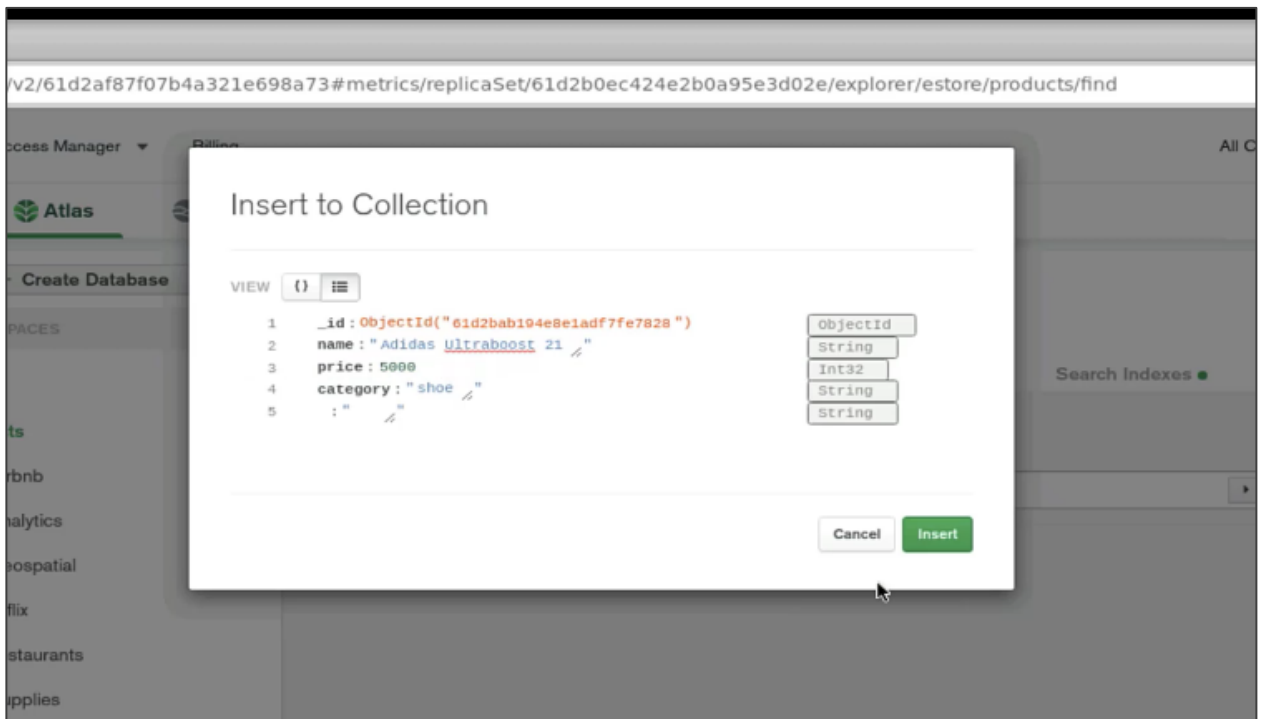 /v2/61d2af87f07b4a321e698a73#metrics/replicaSet/61d2b0ec424e2b0a95e3d02e/explorer/estore/products/find
ccess Manager Billing All C
Atlas
Create Database
PACES
Insert to Collection
VIEW {}
1 _id : ObjectId("61d2bab194e8e1adf7fe7828 ") ObjectId
2 name : "Adidas Ultraboost 21 " String
3 price : 5000 Int32
4 category : "shoe " String
5 : " " String
Search Indexes
ts
rbnb
nalytics
eospatial
flix
staurants
upplies
Cancel Insert